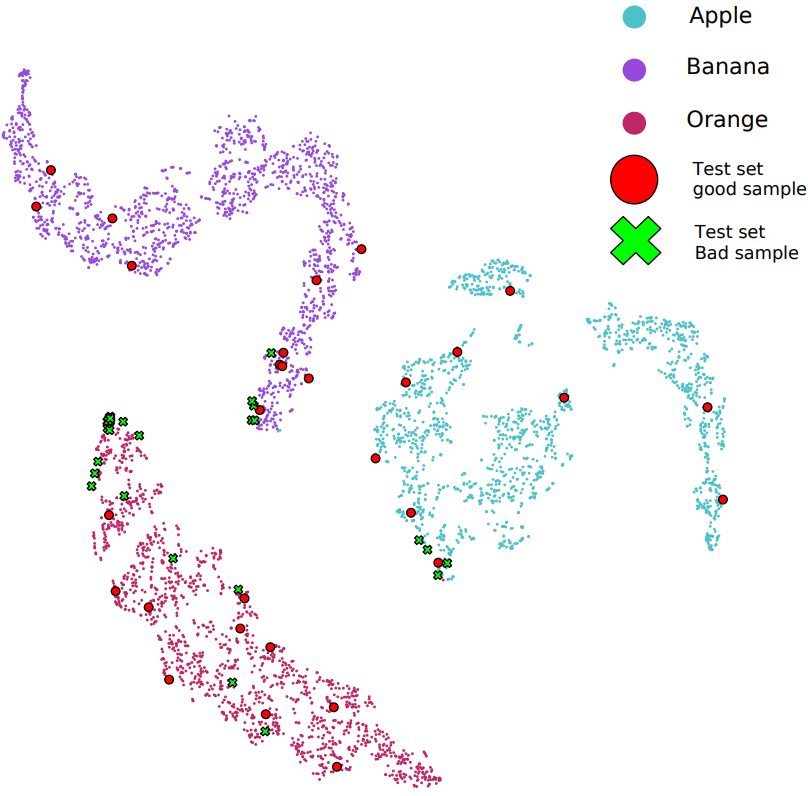 Apple
Banana
Orange
Test set
good sample
Test set
Bad sample